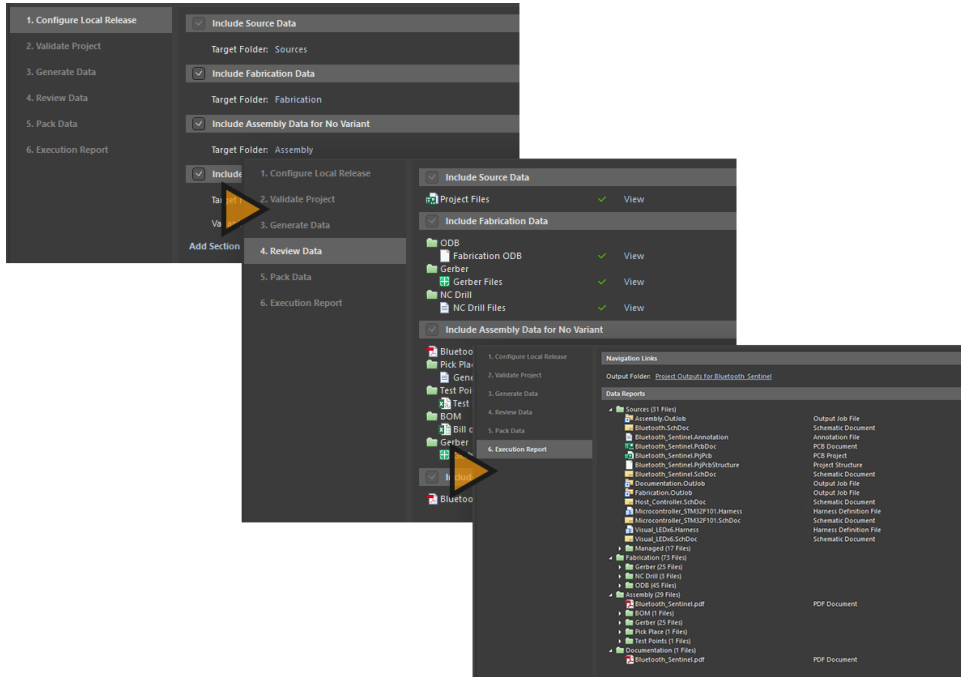 1. Configure Local Release
2. Validate Project
3. Generate Data
4. Review Data
5. Pack Data
6. Execution Report
Include Source Data
Target Folder: Sources
Include Fabrication Data
Target Folder: Fabrication
Include Assembly Data for No Variant
Target Folder: Assembly
Include
Add Section
1. Configure Local Release
2. Validate Project
3. Generate Data
4. Review Data
5. Pack Data
6. Execution Report
Include Source Data
Project Files View
Include Fabrication Data
ODB
Fabrication ODB View
Gerber
Gerber Files View
NC Drill
NC Drill Files View
Include Assembly Data for No Variant
Bluetoo
Pick Pla
Gene
Test Poi
Test
BOM
Bill o
Gerber
Bluetoo
1. Configure Local Release
2. Validate Project
3. Generate Data
4. Review Data
5. Pack Data
6. Execution Report
Navigation Links
Output Folder: Project Outputs for Bluetooth_Sentinel
Data Reports
Sources (31 Files)
Assembly.OutJob Output Job File
Bluetooth.SchDoc Schematic Document
Bluetooth_Sentinel.Annotation Annotation File
Bluetooth_Sentinel.PcbDoc PCB Document
Bluetooth_Sentinel.PrjPcb PCB Project
Bluetooth_Sentinel.PrjPcbStructure Project Structure
Bluetooth_Sentinel.SchDoc Schematic Document
Documentation.OutJob Output Job File
Fabrication.OutJob Output Job File
Host_Controller.SchDoc Schematic Document
Microcontroller_STM32F101.Harness Harness Definition File
Microcontroller_STM32F101.SchDoc Schematic Document
Visual_LEDx6.Harness Harness Definition File
Visual_LEDx6.SchDoc Schematic Document
Managed (17 Files)
Fabrication (73 Files)
Gerber (25 Files)
NC Drill (3 Files)
ODB (45 Files)
Assembly (29 Files)
Bluetooth_Sentinel.pdf PDF Document
BOM (1 Files)
Gerber (25 Files)
Pick Place (1 Files)
Test Points (1 Files)
Documentation (1 Files)
Bluetooth_Sentinel.pdf PDF Document